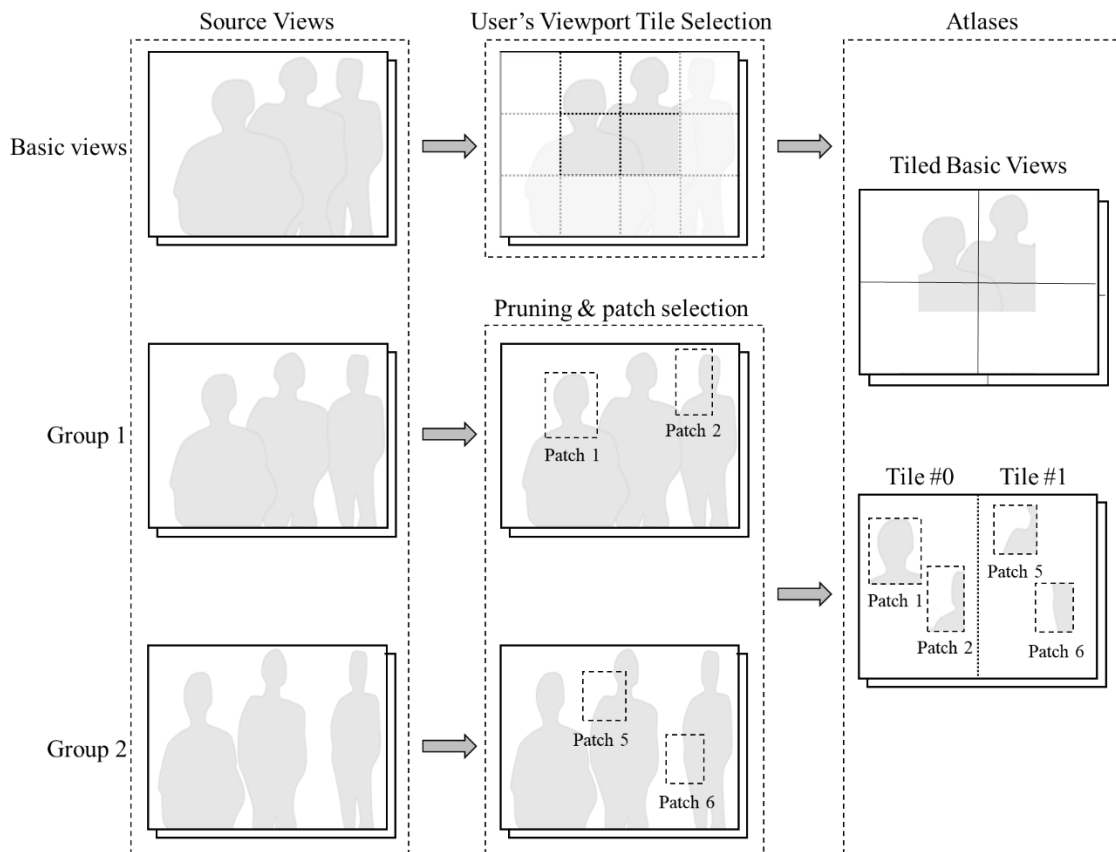 Source Views
User's Viewport Tile Selection
Atlases
Basic views
Tiled Basic Views
Pruning & patch selection
Group 1
Patch 1
Patch 2
Tile #0
Tile #1
Patch 1
Patch 2
Patch 5
Patch 6
Group 2
Patch 5
Patch 6